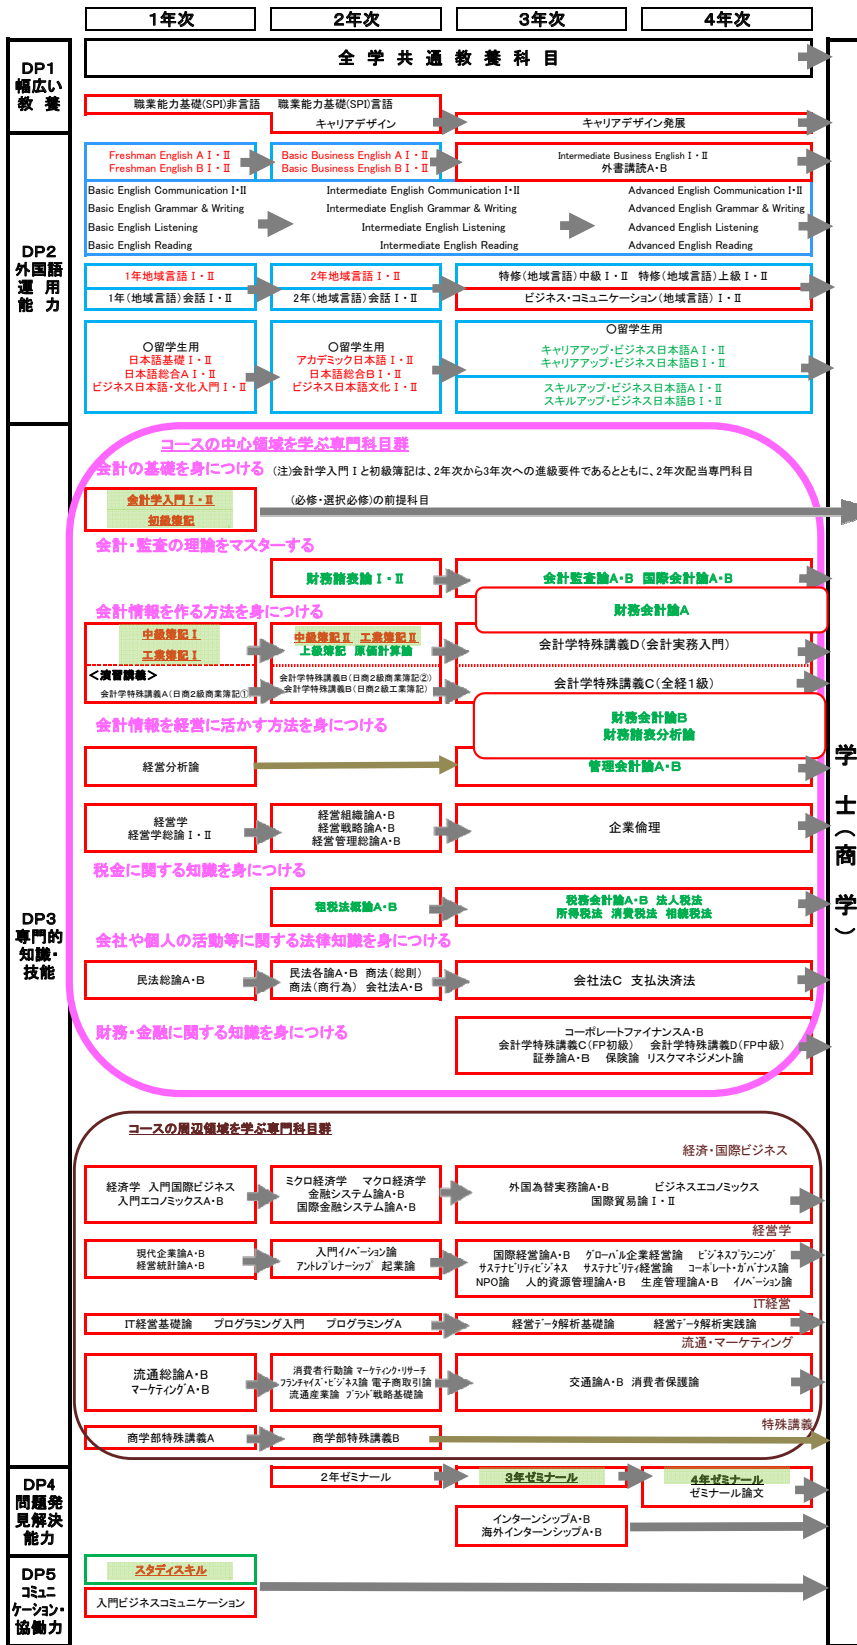 1年次
2年次
3年次
4年次
DP1
幅広い
教 養
全 学 共 通 教 養 科 目
職業能力基礎(SPI)非言語 職業能力基礎(SPI)言語
キャリアデザイン
キャリアデザイン発展
DP2
外国語
運 用
能 力
Freshman English A I・II
Freshman English B I・II
Basic Business English A I・II
Basic Business English B I・II
Intermediate Business English I・II
外書講読A・B
Basic English Communication I・II
Intermediate English Communication I・II
Advanced English Communication I・II
Basic English Grammar & Writing
Intermediate English Grammar & Writing
Advanced English Grammar & Writing
Basic English Listening
Intermediate English Listening
Advanced English Listening
Basic English Reading
Intermediate English Reading
Advanced English Reading
1年地域言語 I・II
2年地域言語 I・II
特修(地域言語)中級 I・II 特修(地域言語)上級 I・II
1年(地域言語)会話 I・II
2年(地域言語)会話 I・II
ビジネス・コミュニケーション(地域言語) I・II
○留学生用
日本語基礎 I・II
日本語総合A I・II
ビジネス日本語・文化入門 I・II
○留学生用
アカデミック日本語 I・II
日本語総合B I・II
ビジネス日本語文化 I・II
○留学生用
キャリアアップ・ビジネス日本語A I・II
キャリアアップ・ビジネス日本語B I・II
スキルアップ・ビジネス日本語A I・II
スキルアップ・ビジネス日本語B I・II
DP3
専門的
知識・
技能
コースの中心領域を学ぶ専門科目群
会計の基礎を身につける (注)会計学入門 I と初級簿記は、2年次から3年次への進級要件であるとともに、2年次配当専門科目
(必修・選択必修)の前提科目
会計学入門 I・II
初級簿記
会計・監査の理論をマスターする
財務諸表論 I・II
会計監査論A・B 国際会計論A・B
財務会計論A
会計情報を作る方法を身につける
中級簿記 I
工業簿記 I
中級簿記 II 工業簿記 II
上級簿記 原価計算論
会計学特殊講義D(会計実務入門)
<演習講義>
会計学特殊講義A(日商2級商業簿記①)
会計学特殊講義B(日商2級商業簿記②)
会計学特殊講義B(日商2級工業簿記)
会計学特殊講義C(全経1級)
財務会計論B
財務諸表分析論
会計情報を経営に活かす方法を身につける
経営分析論
管理会計論A・B
経営学
経営学総論 I・II
経営組織論A・B
経営戦略論A・B
経営管理総論A・B
企業倫理
税金に関する知識を身につける
租税法概論A・B
税務会計論A・B 法人税法
所得税法 消費税法 相続税法
会社や個人の活動等に関する法律知識を身につける
民法総論A・B
民法各論A・B 商法(総則)
商法(商行為) 会社法A・B
会社法C 支払決済法
財務・金融に関する知識を身につける
コーポレートファイナンスA・B
会計学特殊講義C(FP初級) 会計学特殊講義D(FP中級)
証券論A・B 保険論 リスクマネジメント論
コースの周辺領域を学ぶ専門科目群
経済・国際ビジネス
経済学 入門国際ビジネス
入門エコノミックスA・B
ミクロ経済学 マクロ経済学
金融システム論A・B
国際金融システム論A・B
外国為替実務論A・B ビジネスエコノミックス
国際貿易論 I・II
経営学
現代企業論A・B
経営統計論A・B
入門イノベーション論
アントレプレナーシップ 起業論
国際経営論A・B グローバル企業経営論 ビジネスプランニング
サステナビリティビジネス サステナビリティ経営論 コーポレート・ガバナンス論
NPO論 人的資源管理論A・B 生産管理論A・B イノベーション論
IT経営
IT経営基礎論 プログラミング入門 プログラミングA
経営データ解析基礎論 経営データ解析実践論
流通・マーケティング
流通総論A・B
マーケティングA・B
消費者行動論 マーケティング・リサーチ
フランチャイズ・ビジネス論 電子商取引論
流通産業論 ブランド戦略基礎論
交通論A・B 消費者保護論
特殊講義
商学部特殊講義A
商学部特殊講義B
DP4
問題発
見解決
能力
2年ゼミナール
3年ゼミナール
4年ゼミナール
ゼミナール論文
インターンシップA・B
海外インターンシップA・B
DP5
コミュニ
ケーション・
協働力
スタディスキル
入門ビジネスコミュニケーション
学士(商学)